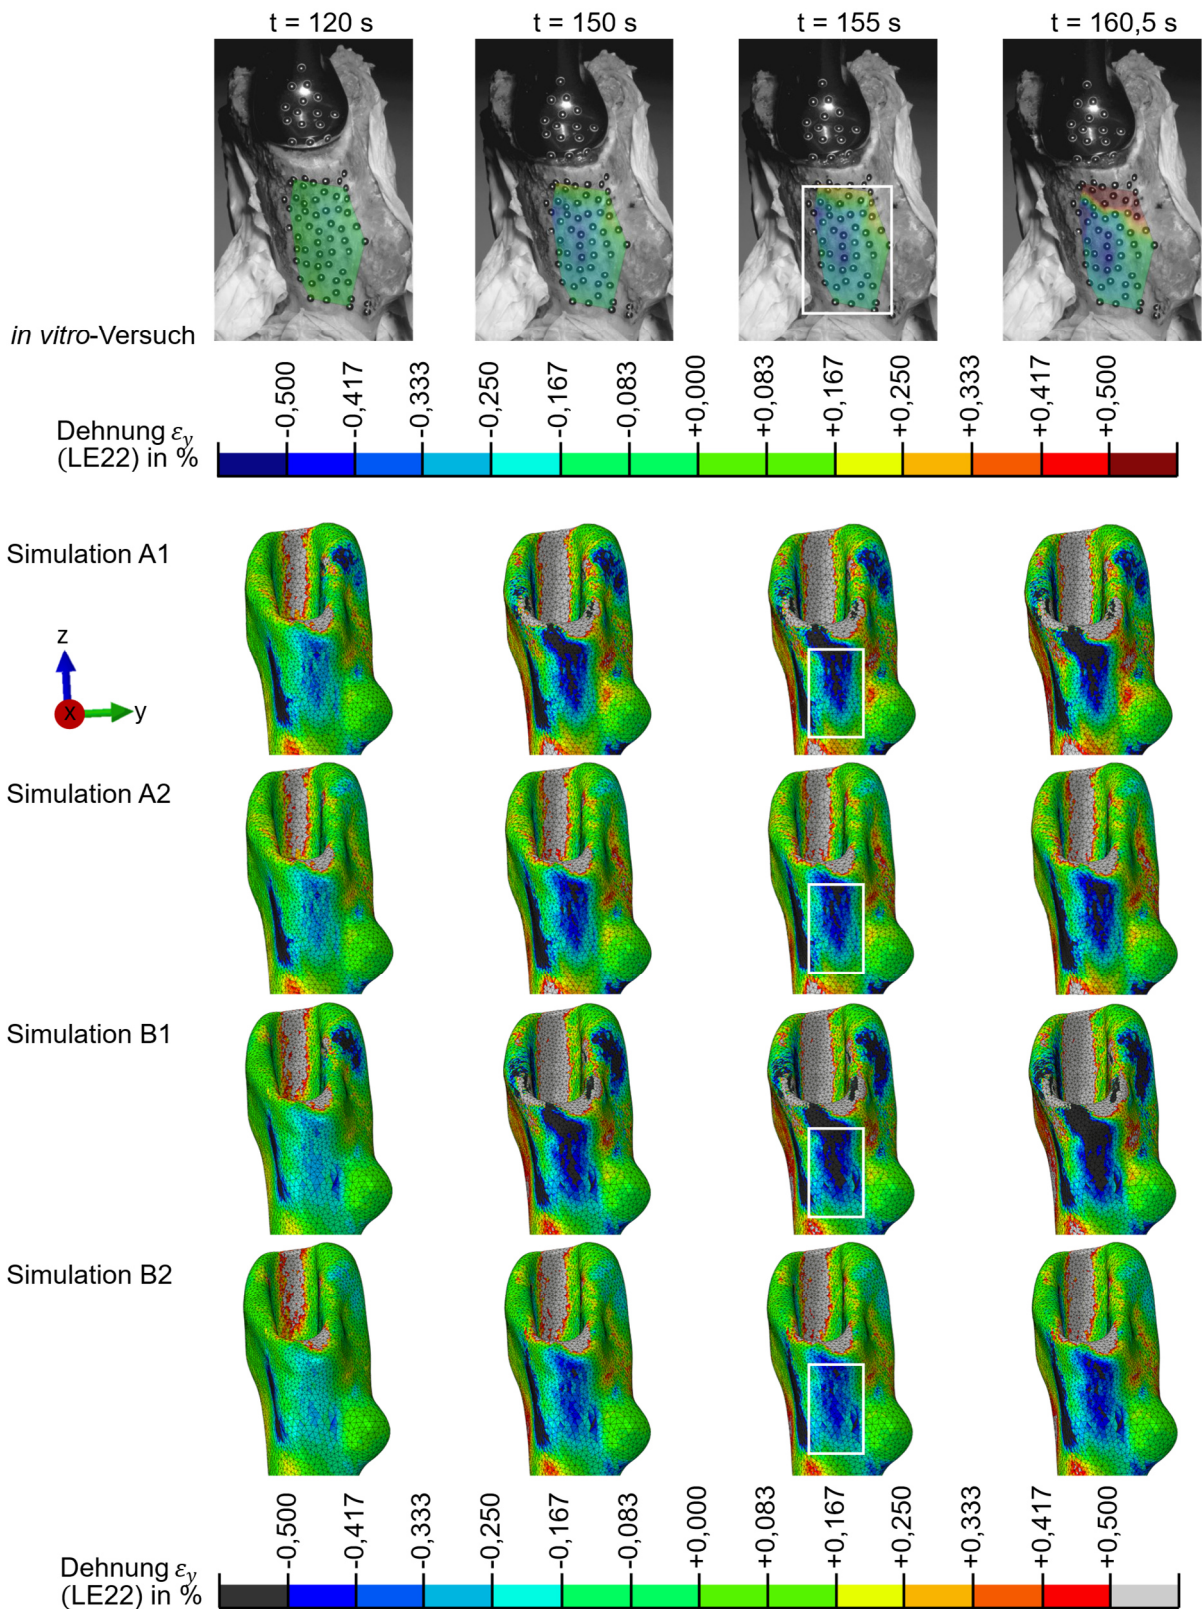 t = 120 s t = 150 s t = 155 s t = 160,5 s
in vitro-Versuch
-0,500 -0,417 -0,333 -0,250 -0,167 -0,083 +0,000 +0,083 +0,167 +0,250 +0,333 +0,417 +0,500
Dehnung εy
(LE22) in %
Simulation A1
z
x y
Simulation A2
Simulation B1
Simulation B2
-0,500 -0,417 -0,333 -0,250 -0,167 -0,083 +0,000 +0,083 +0,167 +0,250 +0,333 +0,417 +0,500
Dehnung εy
(LE22) in %